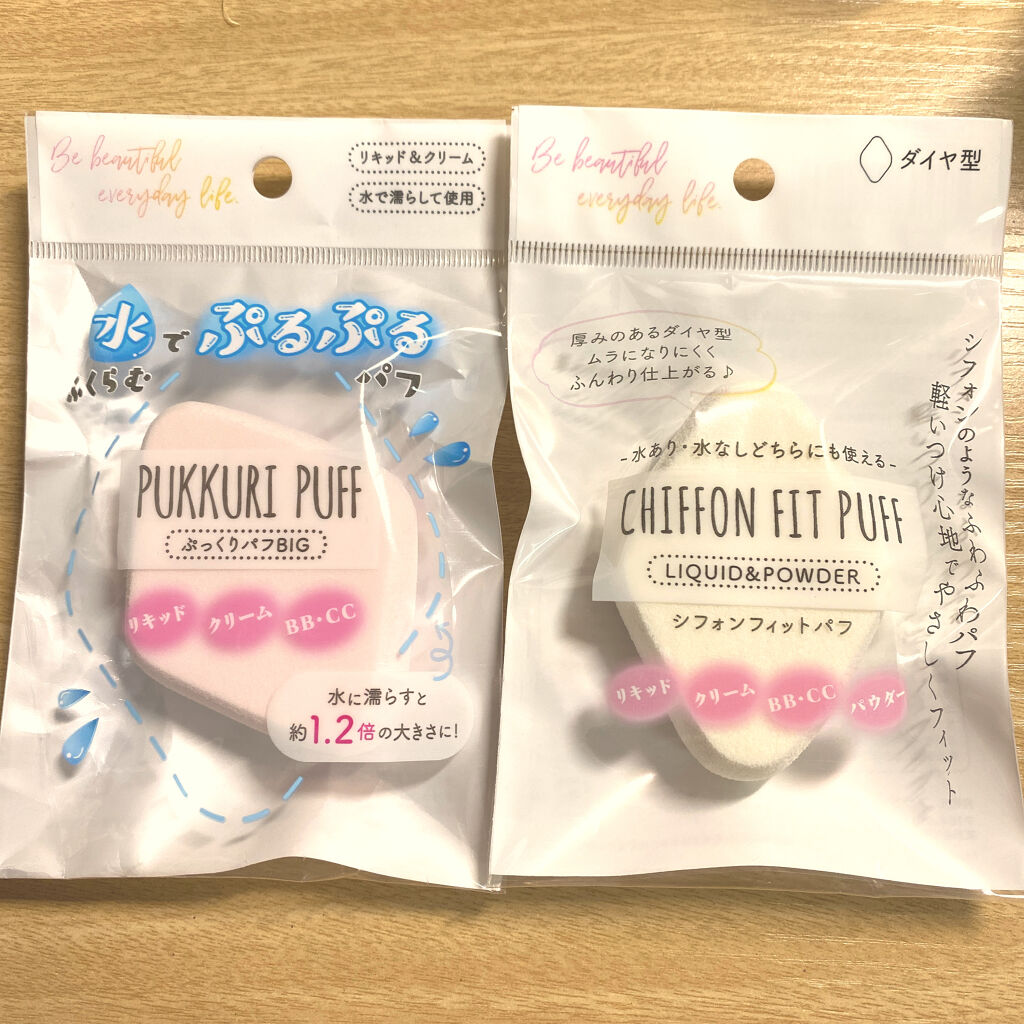 Be beautiful
everyday life.
リキッド&クリーム
水で濡らして使用
水でぷるぷる
ふくらむ パフ
PUKKURI PUFF
ぷっくりパフBIG
リキッド クリーム BB・CC
水に濡らすと
約1.2倍の大きさに!
Be beautiful
everyday life.
ダイヤ型
厚みのあるダイヤ型
ムラになりにくく
ふんわり仕上がる♪
シフォンのようなふわふわパフ
軽いつけ心地でやさしくフィット
-水あり・水なしどちらにも使える-
CHIFFON FIT PUFF
LIQUID&POWDER
シフォンフィットパフ
リキッド クリーム BB・CC パウダー